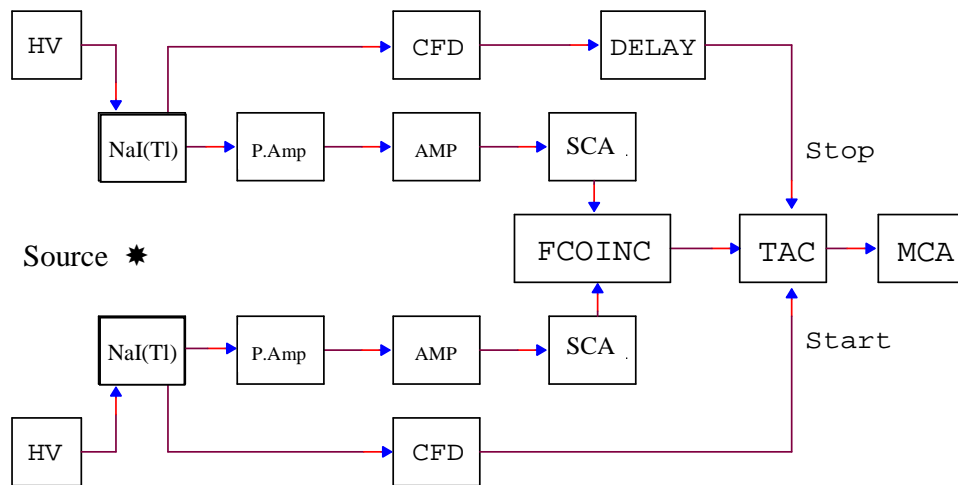 HV
CFD
DELAY
NaI(Tl)
P.Amp
AMP
SCA .
Stop
Source
FCOINC
TAC
MCA
NaI(Tl)
P.Amp
AMP
SCA .
Start
HV
CFD